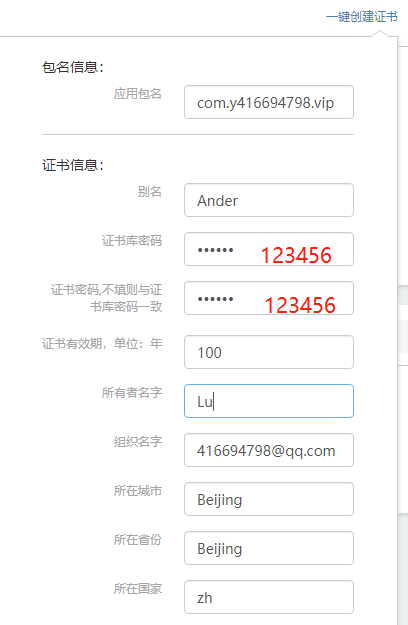 一键创建证书
包名信息：
应用包名
com.y416694798.vip
证书信息：
别名
Ander
证书库密码
•••••• 123456
证书密码,不填则与证
书库密码一致
•••••• 123456
证书有效期，单位：年
100
所有者名字
Lu
组织名字
416694798@qq.com
所在城市
Beijing
所在省份
Beijing
所在国家
zh